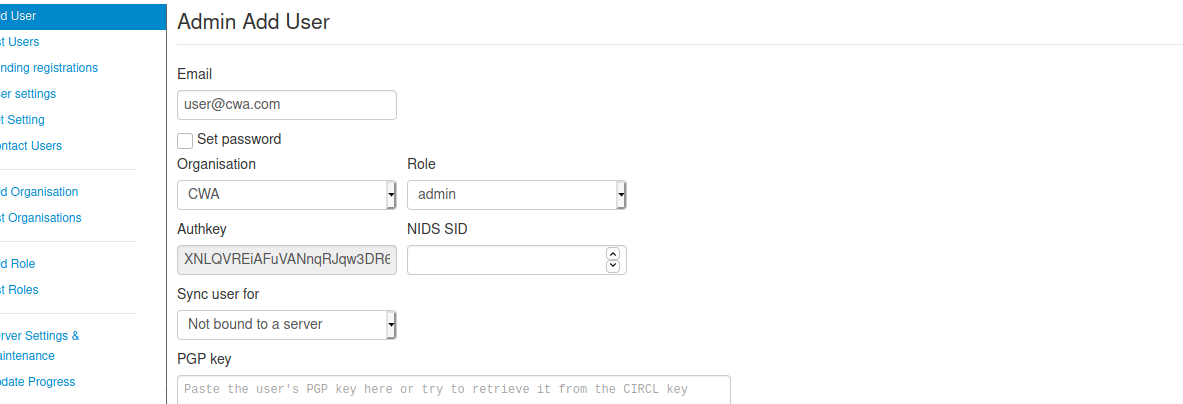 d User
t Users
nding registrations
er settings
t Setting
ntact Users
d Organisation
t Organisations
d Role
t Roles
rver Settings &
aintenance
date Progress
Admin Add User
Email
user@cwa.com
Set password
Organisation Role
CWA admin
Authkey NIDS SID
XNLQVREiAFuVANnqRJqw3DR6
Sync user for
Not bound to a server
PGP key
Paste the user's PGP key here or try to retrieve it from the CIRCL key